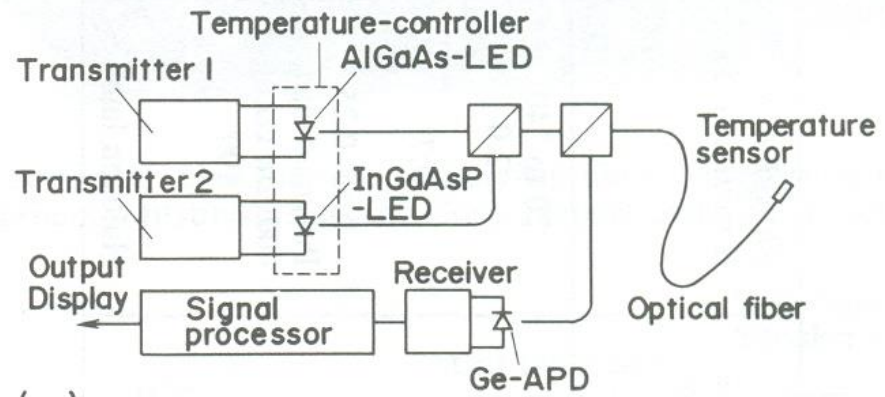 Temperature-controller
AlGaAs-LED
Transmitter 1
Temperature
sensor
Transmitter 2
InGaAsP
-LED
Output
Display
Receiver
Signal
processor
Optical fiber
Ge-APD